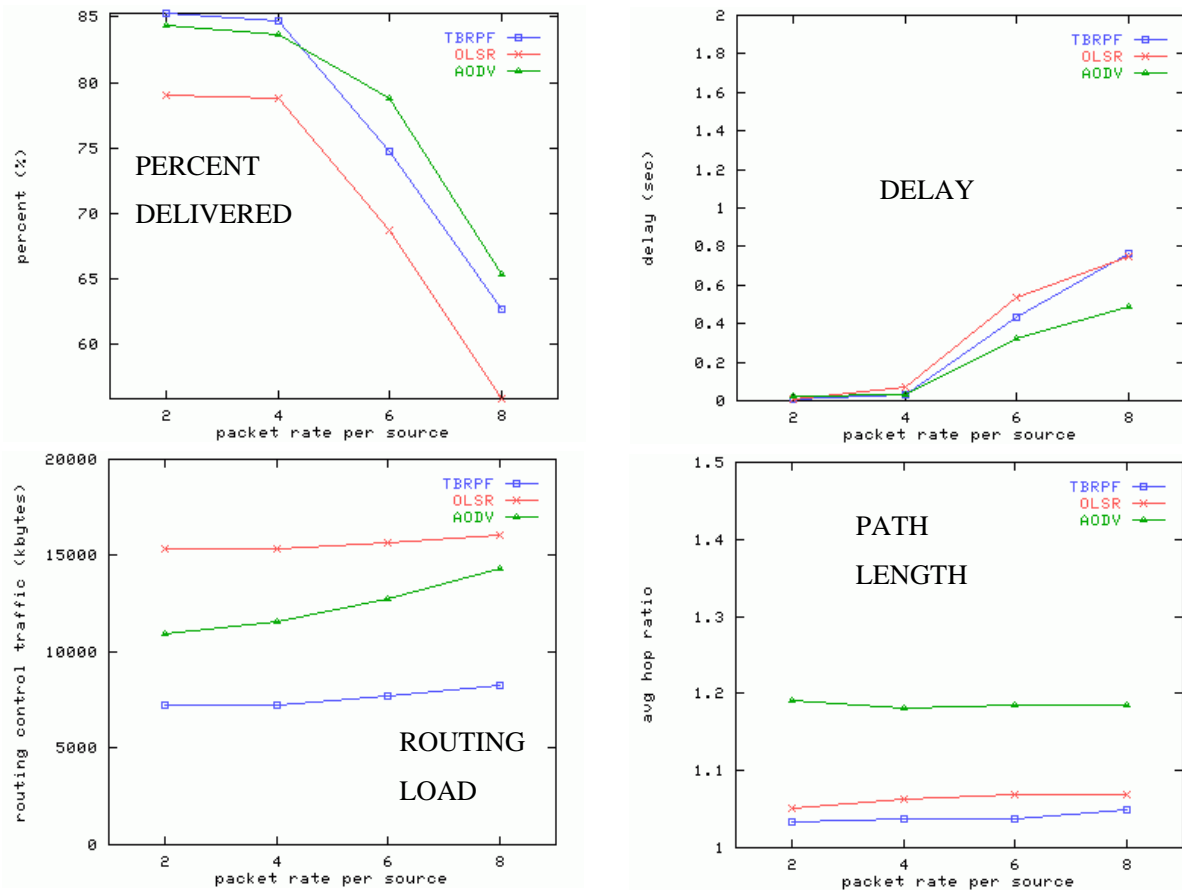 85
80
75
70
65
60
percent (%)
TBRPF
OLSR
AODV
PERCENT
DELIVERED
2 4 6 8
packet rate per source
2
1.8
1.6
1.4
1.2
1
0.8
0.6
0.4
0.2
0
delay (sec)
TBRPF
OLSR
AODV
DELAY
2 4 6 8
packet rate per source
20000
15000
10000
5000
0
routing control traffic (kbytes)
TBRPF
OLSR
AODV
ROUTING
LOAD
2 4 6 8
packet rate per source
1.5
1.4
1.3
1.2
1.1
1
avg hop ratio
TBRPF
OLSR
AODV
PATH
LENGTH
2 4 6 8
packet rate per source